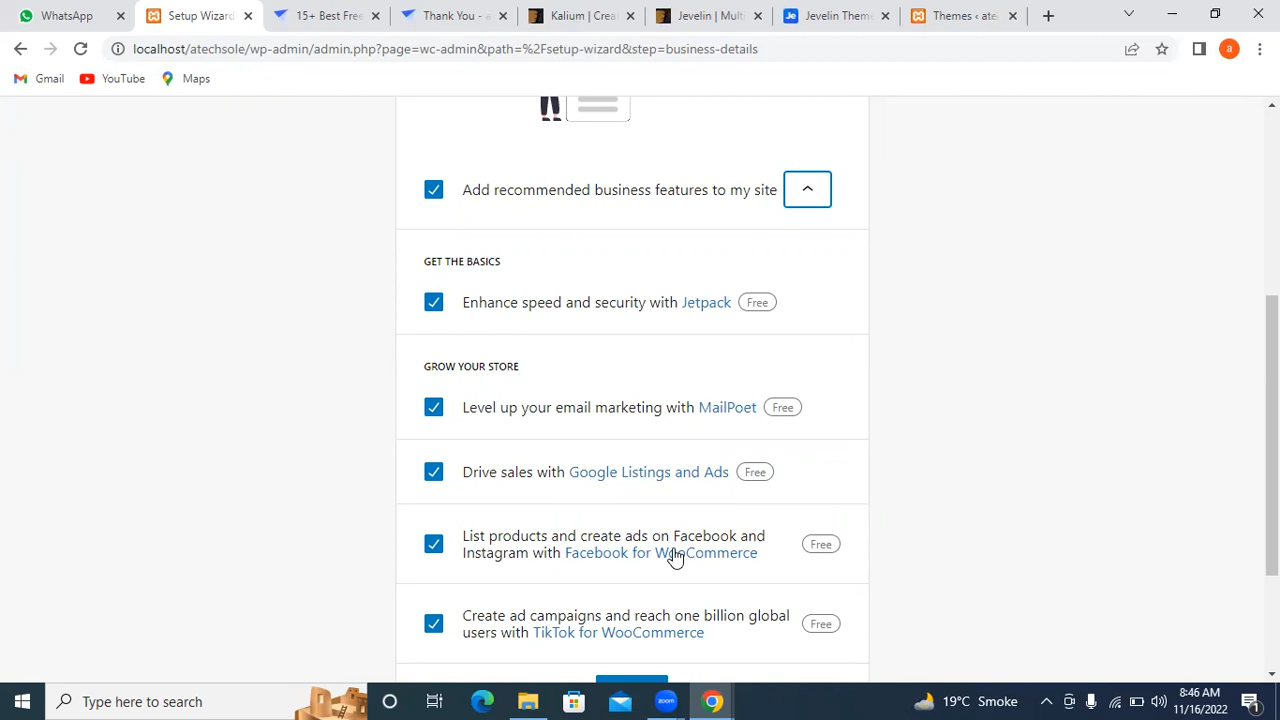 WhatsApp
Setup Wizard
15+ Best Free
Thank You - a
Kalium | Crea
Jevelin | Mult
Jevelin Them
Themes ‹ ate
localhost/atechsole/wp-admin/admin.php?page=wc-admin&path=%2Fsetup-wizard&step=business-details
a
Gmail
YouTube
Maps
Add recommended business features to my site
GET THE BASICS
Enhance speed and security with Jetpack Free
GROW YOUR STORE
Level up your email marketing with MailPoet Free
Drive sales with Google Listings and Ads Free
List products and create ads on Facebook and
Instagram with Facebook for WooCommerce
Free
Create ad campaigns and reach one billion global
users with TikTok for WooCommerce
Free
Type here to search
zoom
19°C Smoke
8:46 AM
11/16/2022
1